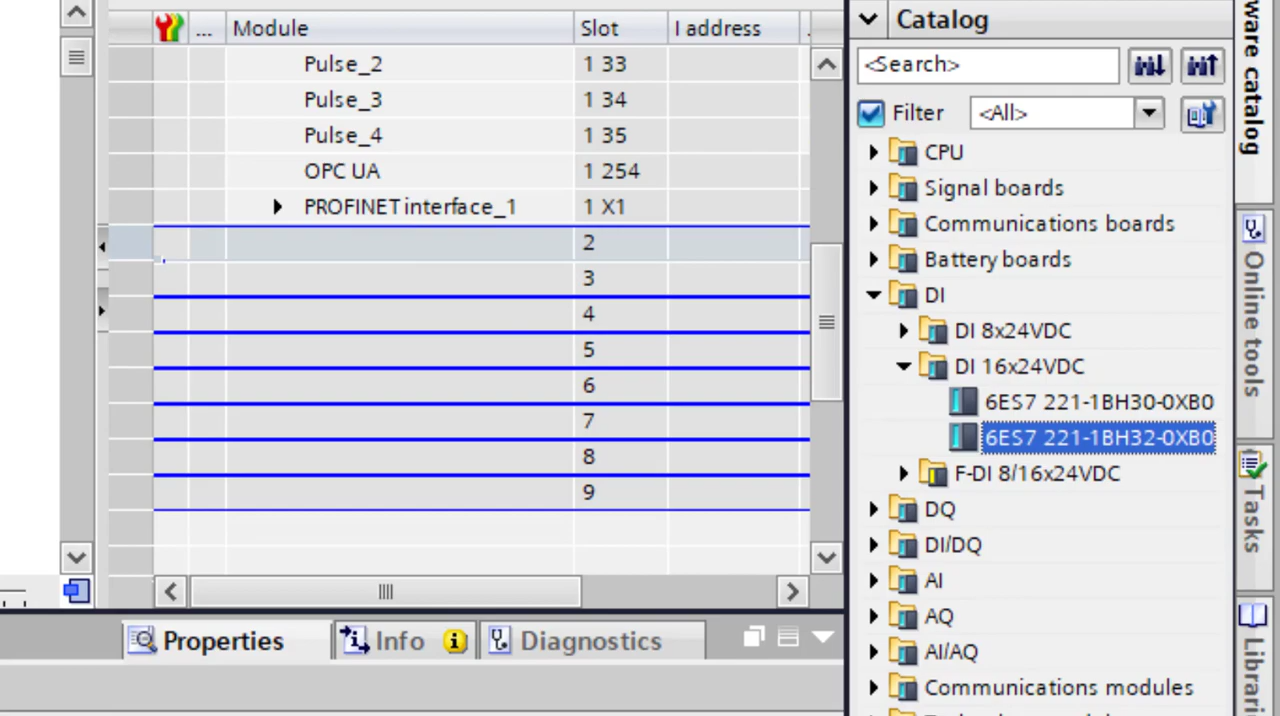 ... Module Slot I address .
Pulse_2 1 33
Pulse_3 1 34
Pulse_4 1 35
OPC UA 1 254
PROFINET interface_1 1 X1
2
3
4
5
6
7
8
9
Properties
Info
Diagnostics
Catalog
<Search>
Filter <All>
CPU
Signal boards
Communications boards
Battery boards
DI
DI 8x24VDC
DI 16x24VDC
6ES7 221-1BH30-0XB0
6ES7 221-1BH32-0XB0
F-DI 8/16x24VDC
DQ
DI/DQ
AI
AQ
AI/AQ
Communications modules
ware catalog
Online tools
Tasks
Librari